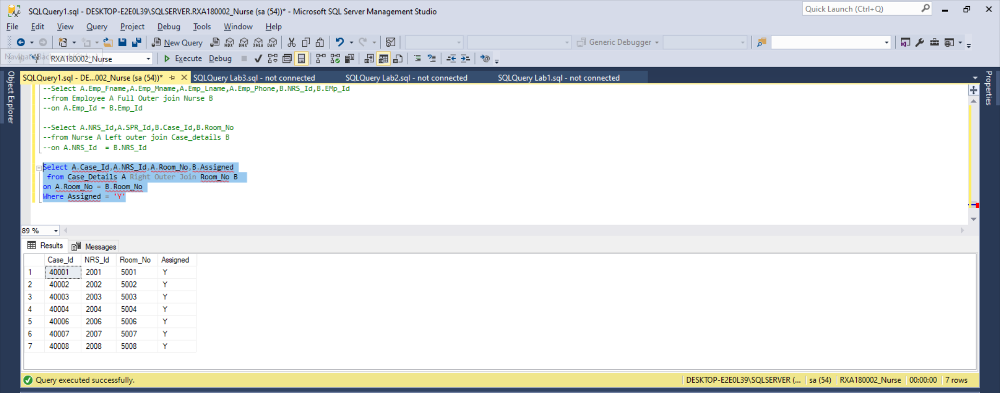 SQLQuery1.sql - DESKTOP-E2E0L39\SQLSERVER.RXA180002_Nurse (sa (54))* - Microsoft SQL Server Management Studio
Quick Launch (Ctrl+Q)
File Edit View Query Project Debug Tools Window Help
New Query MDX DMX XMLA DAX Generic Debugger
RXA180002_Nurse Execute Debug
Object Explorer
SQLQuery1.sql - DE...002_Nurse (sa (54))* SQLQuery Lab3.sql - not connected SQLQuery Lab2.sql - not connected SQLQuery Lab1.sql - not connected
Properties
--Select A.Emp_Fname,A.Emp_Mname,A.Emp_Lname,A.Emp_Phone,B.NRS_Id,B.EMp_Id
--from Employee A Full Outer join Nurse B
--on A.Emp_Id = B.Emp_Id
--Select A.NRS_Id,A.SPR_Id,B.Case_Id,B.Room_No
--from Nurse A Left outer join Case_details B
--on A.NRS_Id  = B.NRS_Id
Select A.Case_Id,A.NRS_Id,A.Room_No,B.Assigned
from Case_Details A Right Outer Join Room_No B
on A.Room_No = B.Room_No
Where Assigned = 'Y'
89 %
Results Messages
Case_Id NRS_Id Room_No Assigned
1 40001 2001 5001 Y
2 40002 2002 5002 Y
3 40003 2003 5003 Y
4 40004 2004 5004 Y
5 40006 2006 5006 Y
6 40007 2007 5007 Y
7 40008 2008 5008 Y
Query executed successfully. DESKTOP-E2E0L39\SQLSERVER (... sa (54) RXA180002_Nurse 00:00:00 7 rows